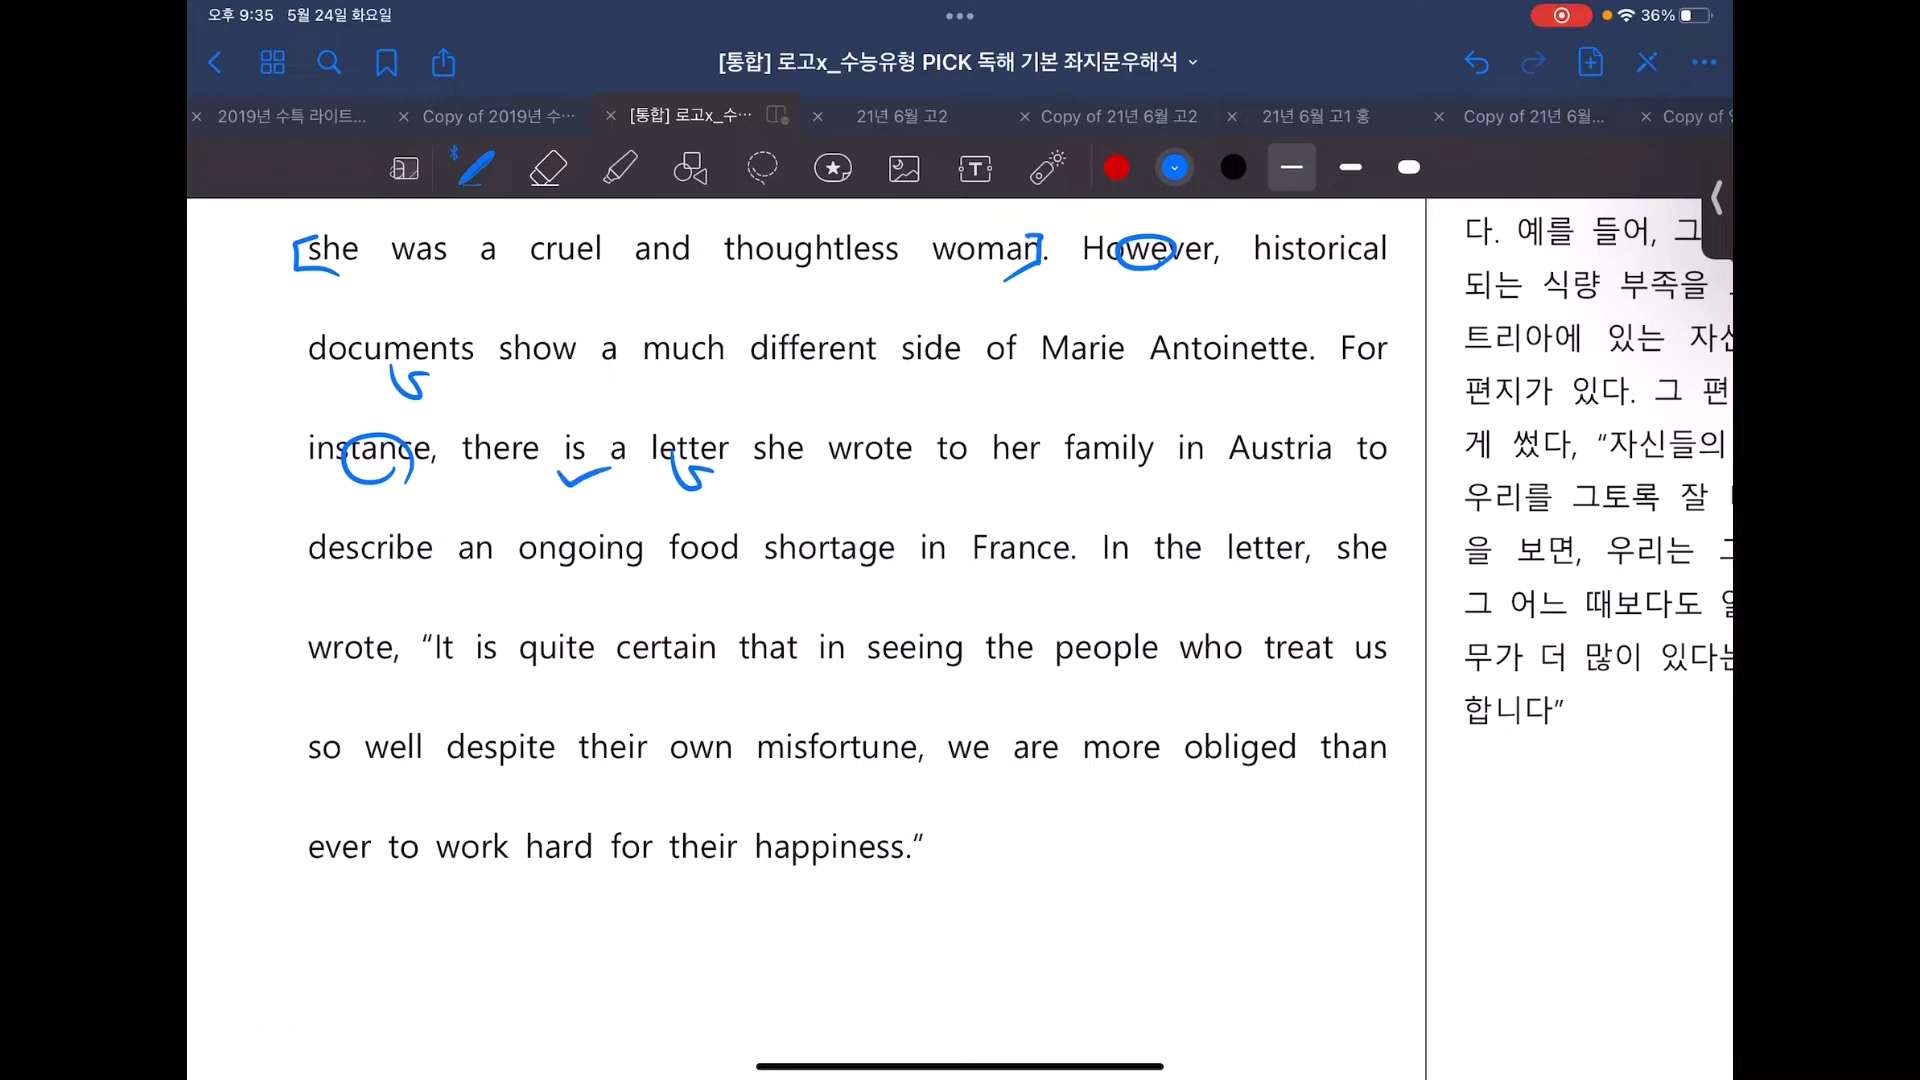 오후 9:35 5월 24일 화요일
36%
[통합] 로고x_수능유형 PICK 독해 기본 좌지문우해석
2019년 수특 라이트...
Copy of 2019년 수...
[통합] 로고x_수...
21년 6월 고2
Copy of 21년 6월 고2
21년 6월 고1 홍
Copy of 21년 6월...
Copy of
she was a cruel and thoughtless woman. However, historical
documents show a much different side of Marie Antoinette. For
instance, there is a letter she wrote to her family in Austria to
describe an ongoing food shortage in France. In the letter, she
wrote, “It is quite certain that in seeing the people who treat us
so well despite their own misfortune, we are more obliged than
ever to work hard for their happiness.”
다. 예를 들어, 그
되는 식량 부족을
트리아에 있는
편지가 있다. 그 편
게 썼다, “자신들의
우리를 그토록 잘
을 보면, 우리는
그 어느 때보다도
무가 더 많이 있다는
합니다”